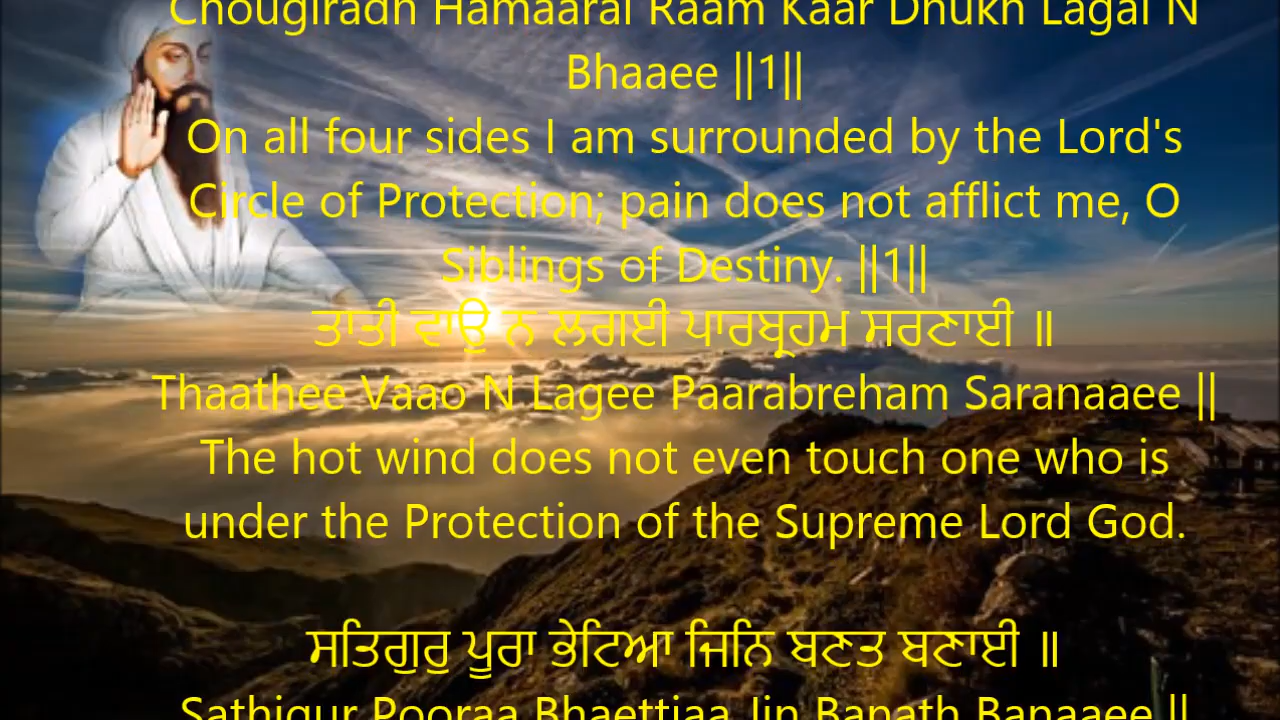 Chougiradh Hamaarai Raam Kaar Dhukh Lagai N
Bhaaee ||1||
On all four sides I am surrounded by the Lord's
Circle of Protection; pain does not afflict me, O
Siblings of Destiny. ||1||
ਤਾਤੀ ਵਾਉ ਨ ਲਗਈ ਪਾਰਬ੍ਰਹਮ ਸਰਣਾਈ ॥
Thaathee Vaao N Lagee Paarabreham Saranaaee ||
The hot wind does not even touch one who is
under the Protection of the Supreme Lord God.
ਸਤਿਗੁਰੁ ਪੂਰਾ ਭੇਟਿਆ ਜਿਨਿ ਬਣਤ ਬਣਾਈ ॥
Sathigur Pooraa Bhaettiaa Jin Banath Banaaee ||